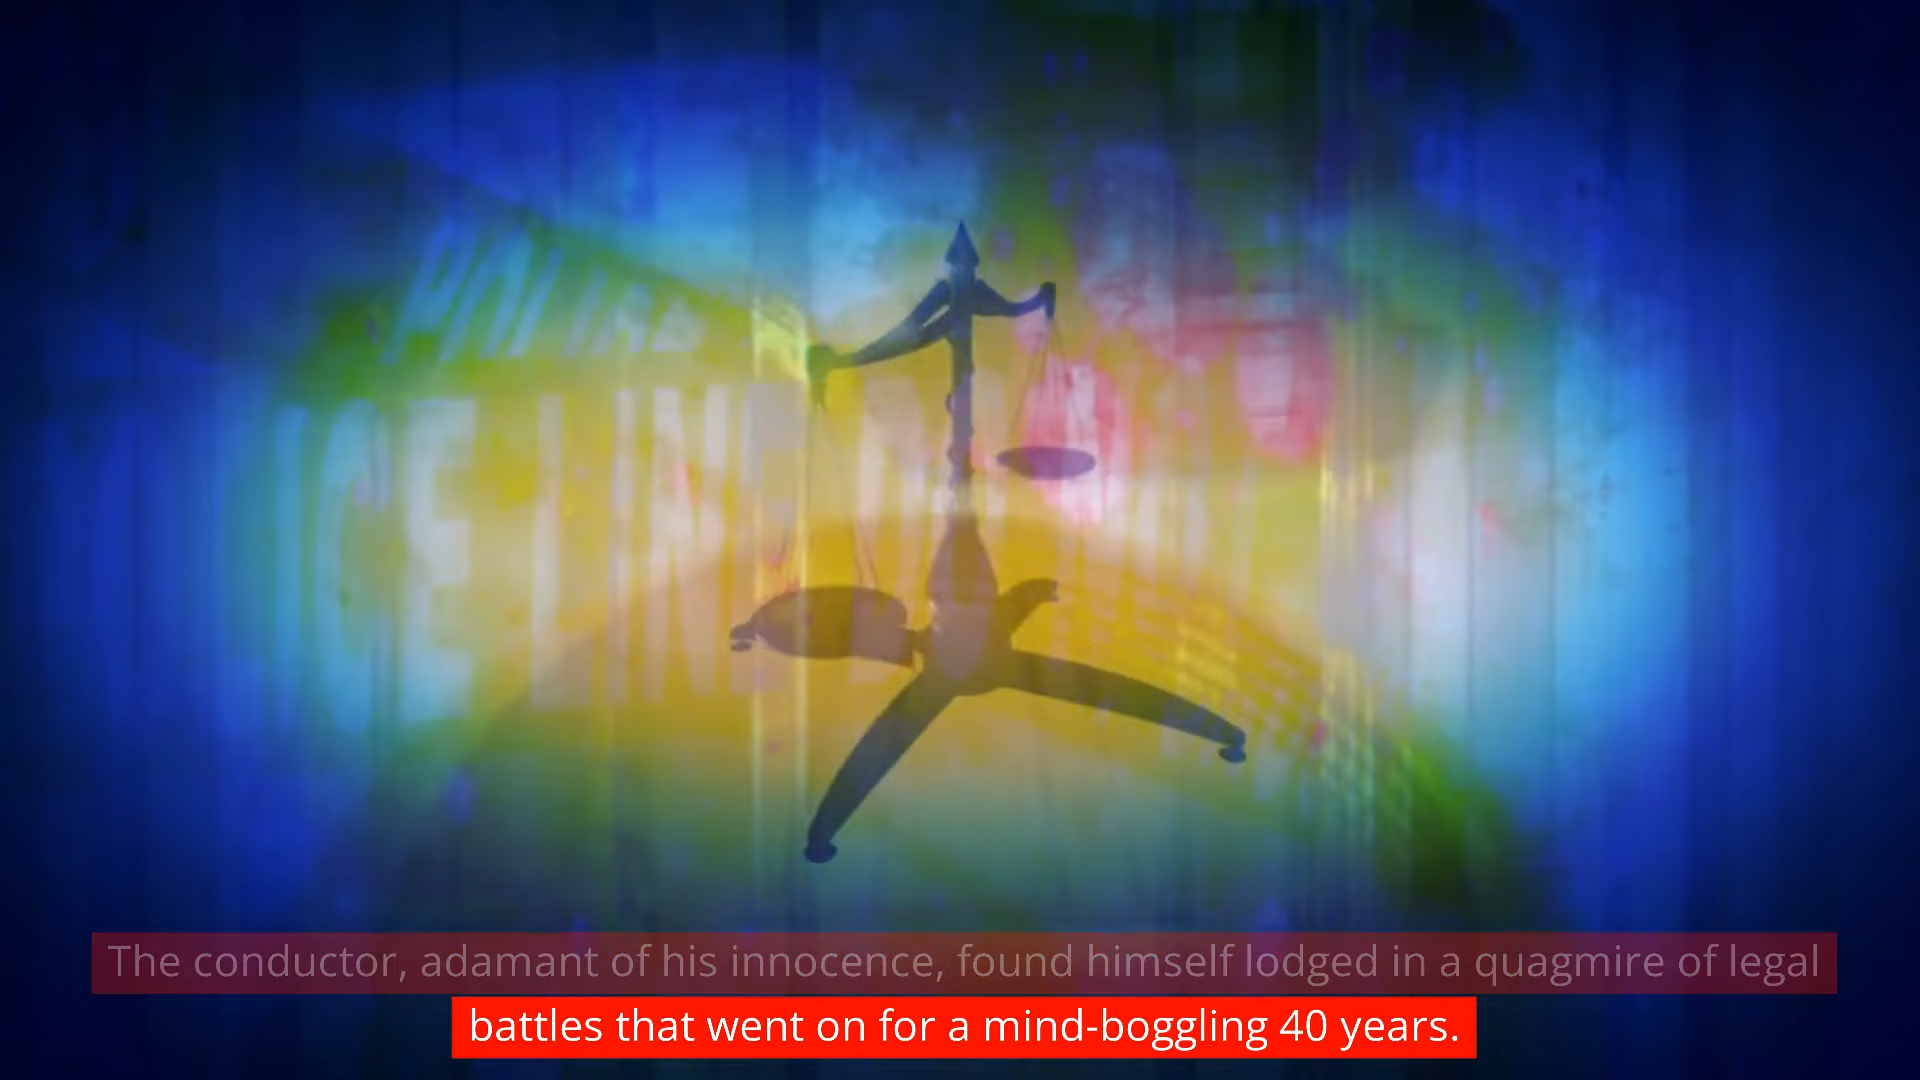 The conductor, adamant of his innocence, found himself lodged in a quagmire of legal
battles that went on for a mind-boggling 40 years.